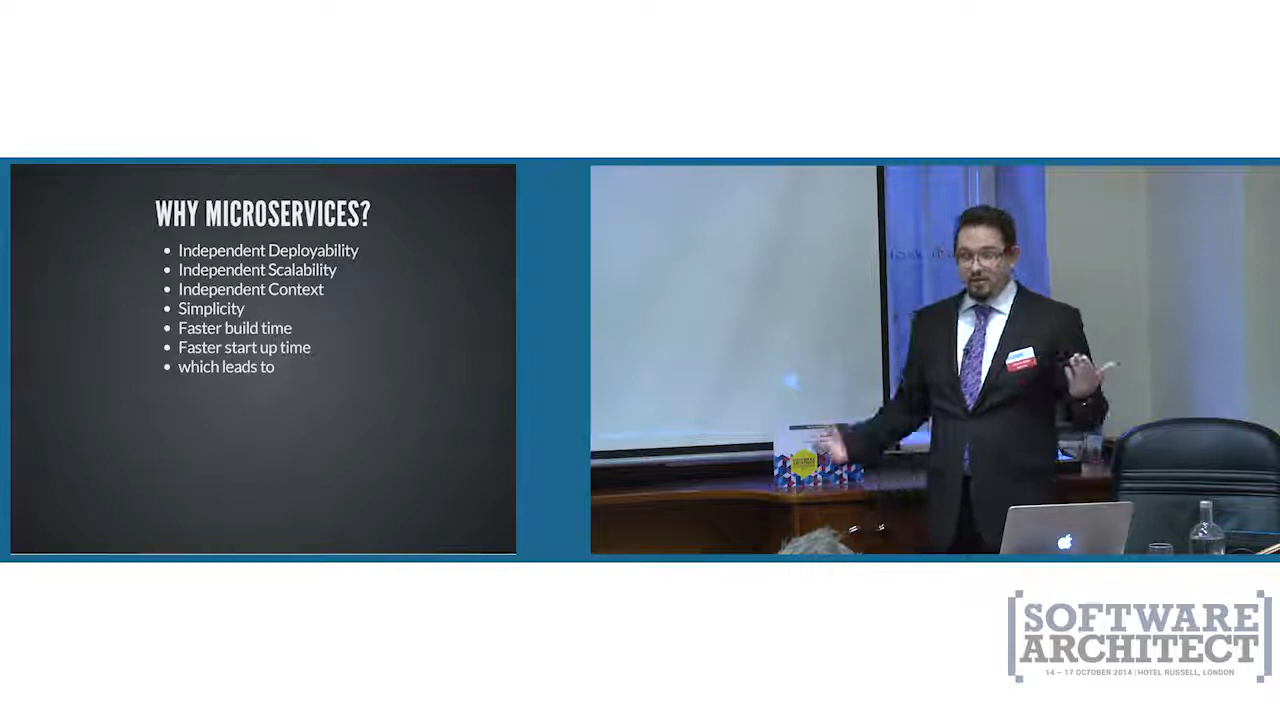 WHY MICROSERVICES?
• Independent Deployability
• Independent Scalability
• Independent Context
• Simplicity
• Faster build time
• Faster start up time
• which leads to
[SOFTWARE
ARCHITECT]
14 – 17 OCTOBER 2014 | HOTEL RUSSELL, LONDON